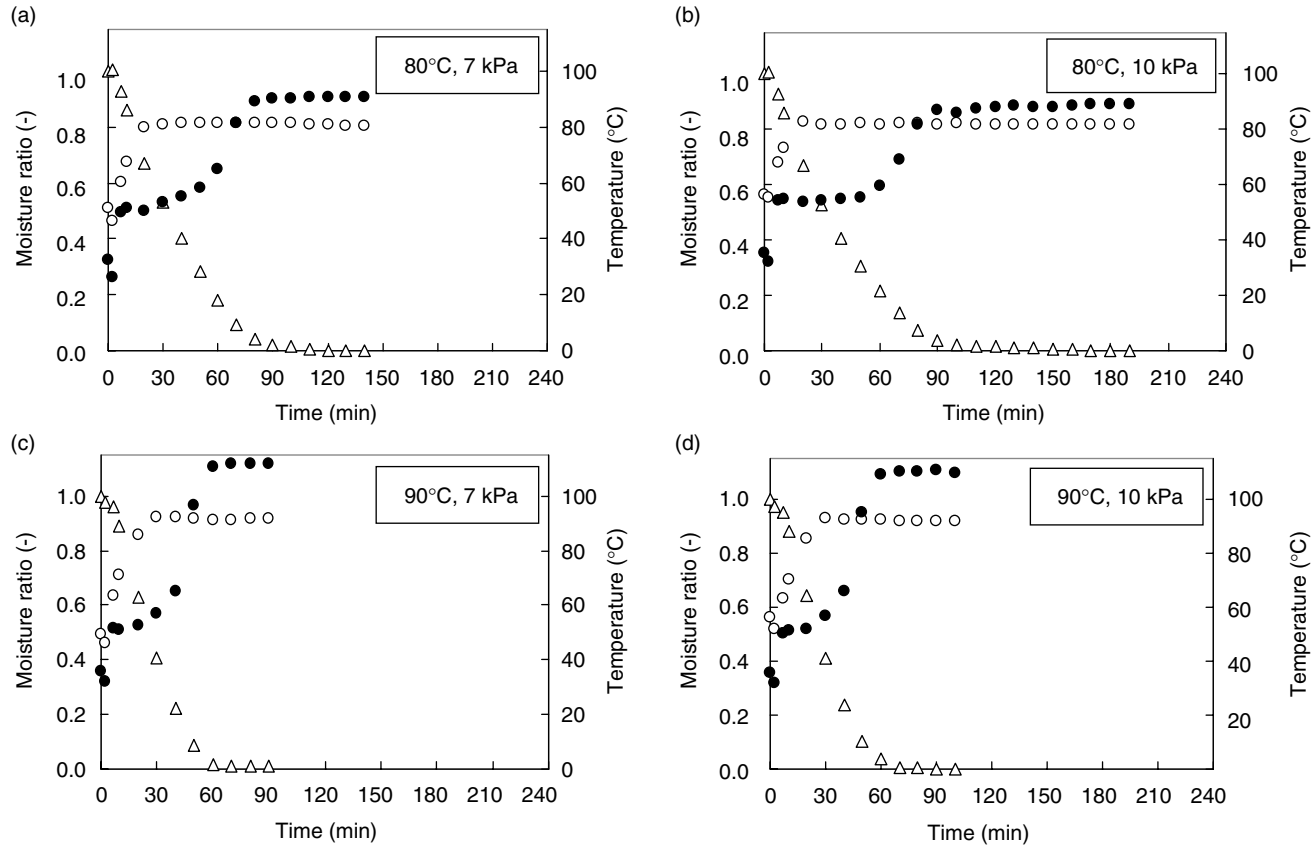 (a)
80°C, 7 kPa
1.0
0.8
0.6
0.4
0.2
0.0
Moisture ratio (-)
100
80
60
40
20
0
Temperature (°C)
0 30 60 90 120 150 180 210 240
Time (min)
(b)
80°C, 10 kPa
1.0
0.8
0.6
0.4
0.2
0.0
Moisture ratio (-)
100
80
60
40
20
0
Temperature (°C)
0 30 60 90 120 150 180 210 240
Time (min)
(c)
90°C, 7 kPa
1.0
0.8
0.6
0.4
0.2
0.0
Moisture ratio (-)
100
80
60
40
20
0
Temperature (°C)
0 30 60 90 120 150 180 210 240
Time (min)
(d)
90°C, 10 kPa
1.0
0.8
0.6
0.4
0.2
0.0
Moisture ratio (-)
100
80
60
40
20
Temperature (°C)
0 30 60 90 120 150 180 210 240
Time (min)